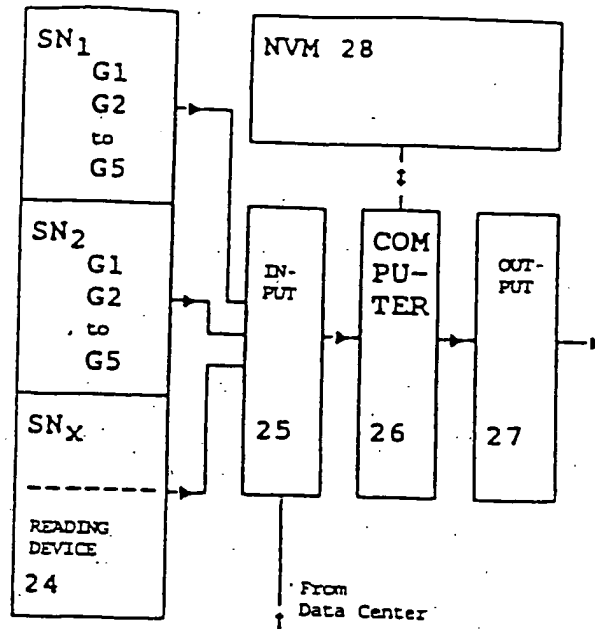 SN1
G1
G2
to
G5
SN2
G1
G2
to
G5
SNX
READING
DEVICE
24
NVM 28
IN-
PUT
25
COM
PU-
TER
26
OUT-
PUT
27
From
Data Center